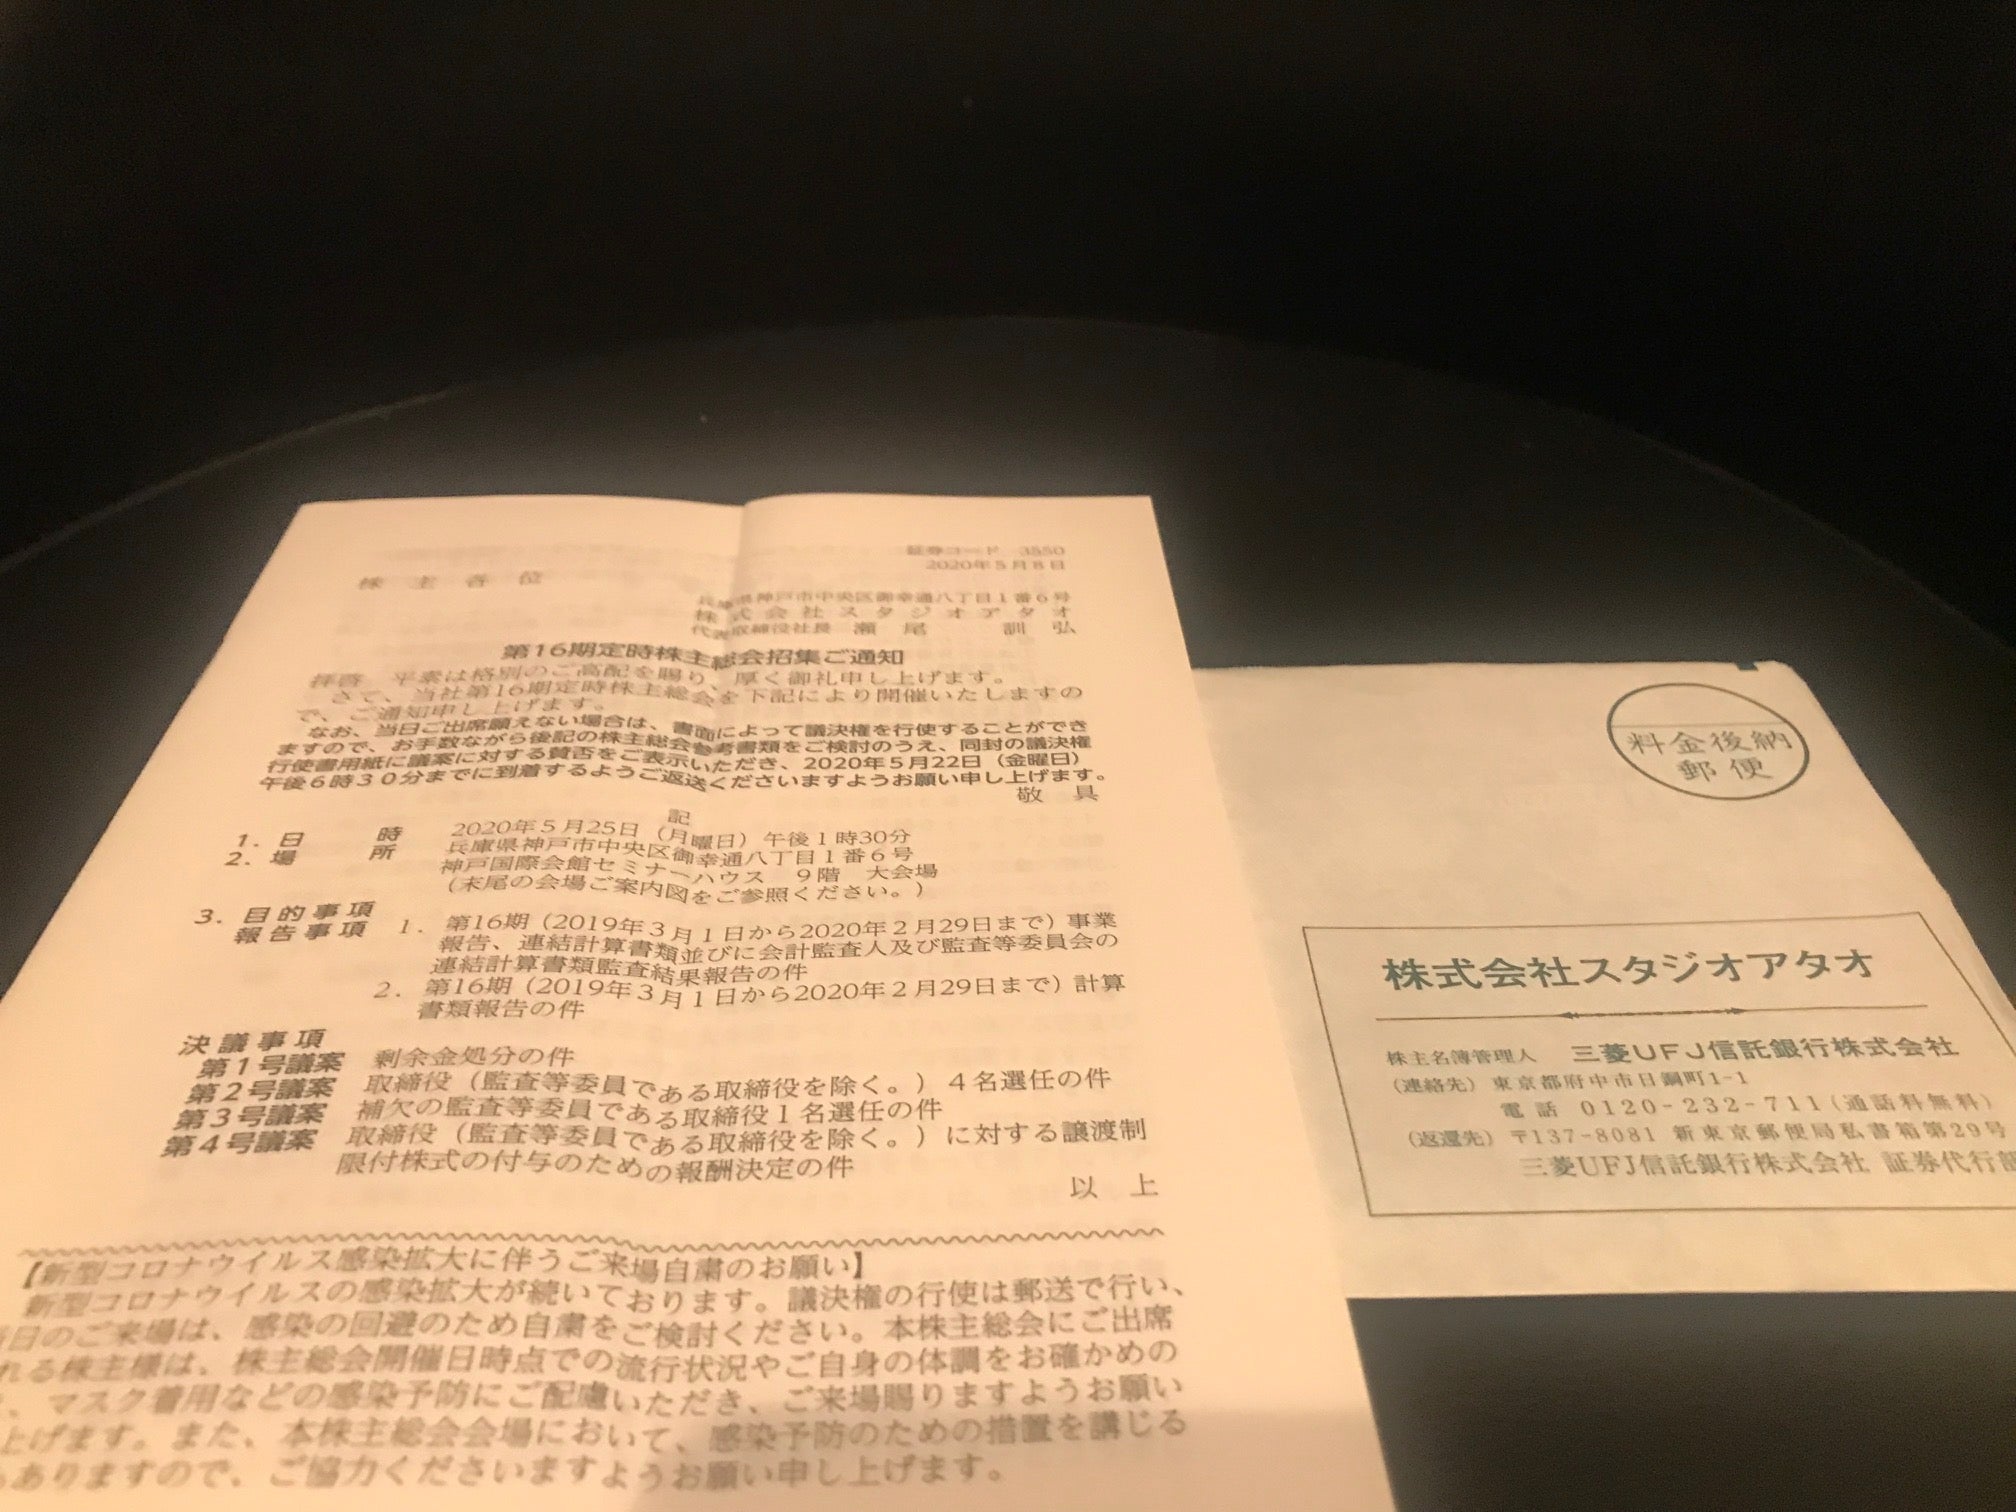 証券コード 3550
2020年5月8日
株主各位
兵庫県神戸市中央区御幸通八丁目1番6号
株式会社スタジオアタオ
代表取締役社長 瀬尾 訓弘
第16期定時株主総会招集ご通知
拝啓 平素は格別のご高配を賜り、厚く御礼申し上げます。
さて、当社第16期定時株主総会を下記により開催いたしますの
で、ご通知申し上げます。
なお、当日ご出席願えない場合は、書面によって議決権を行使することができ
ますので、お手数ながら後記の株主総会参考書類をご検討のうえ、同封の議決権
行使書用紙に議案に対する賛否をご表示いただき、2020年5月22日(金曜日)
午後6時30分までに到着するようご返送くださいますようお願い申し上げます。
敬 具
記
1.日 時 2020年5月25日(月曜日)午後1時30分
2.場 所 兵庫県神戸市中央区御幸通八丁目1番6号
神戸国際会館セミナーハウス 9階 大会場
(末尾の会場ご案内図をご参照ください。)
3.目的事項
報告事項 1.第16期(2019年3月1日から2020年2月29日まで)事業
報告、連結計算書類並びに会計監査人及び監査等委員会の
連結計算書類監査結果報告の件
2.第16期(2019年3月1日から2020年2月29日まで)計算
書類報告の件
決議事項
第1号議案 剰余金処分の件
第2号議案 取締役(監査等委員である取締役を除く。)4名選任の件
第3号議案 補欠の監査等委員である取締役1名選任の件
第4号議案 取締役(監査等委員である取締役を除く。)に対する譲渡制
限付株式の付与のための報酬決定の件
以 上
【新型コロナウイルス感染拡大に伴うご来場自粛のお願い】
新型コロナウイルスの感染拡大が続いております。議決権の行使は郵送で行い、
当日のご来場は、感染の回避のため自粛をご検討ください。本株主総会にご出席
れる株主様は、株主総会開催日時点での流行状況やご自身の体調をお確かめの
、マスク着用などの感染予防にご配慮いただき、ご来場賜りますようお願い
上げます。また、本株主総会会場において、感染予防のための措置を講じる
ありますので、ご協力くださいますようお願い申し上げます。
料金後納
郵便
株式会社スタジオアタオ
株主名簿管理人 三菱UFJ信託銀行株式会社
(連絡先) 東京都府中市日鋼町1-1
電話 0120-232-711(通話料無料)
(返還先) 〒137-8081 新東京郵便局私書箱第29号
三菱UFJ信託銀行株式会社 証券代行部